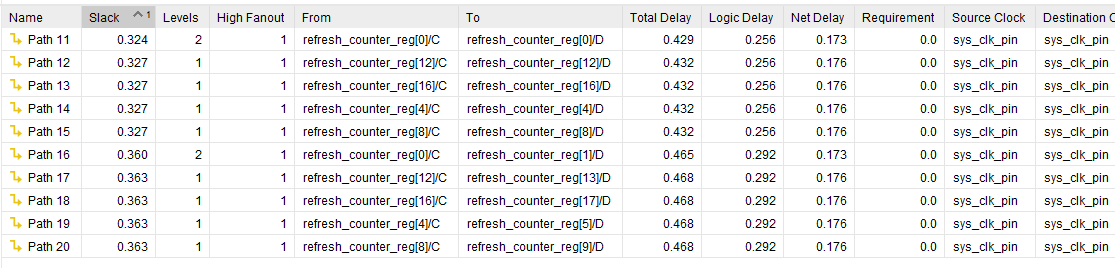 Name Slack 1 Levels High Fanout From To Total Delay Logic Delay Net Delay Requirement Source Clock Destination C
Path 11 0.324 2 1 refresh_counter_reg[0]/C refresh_counter_reg[0]/D 0.429 0.256 0.173 0.0 sys_clk_pin sys_clk_pin
Path 12 0.327 1 1 refresh_counter_reg[12]/C refresh_counter_reg[12]/D 0.432 0.256 0.176 0.0 sys_clk_pin sys_clk_pin
Path 13 0.327 1 1 refresh_counter_reg[16]/C refresh_counter_reg[16]/D 0.432 0.256 0.176 0.0 sys_clk_pin sys_clk_pin
Path 14 0.327 1 1 refresh_counter_reg[4]/C refresh_counter_reg[4]/D 0.432 0.256 0.176 0.0 sys_clk_pin sys_clk_pin
Path 15 0.327 1 1 refresh_counter_reg[8]/C refresh_counter_reg[8]/D 0.432 0.256 0.176 0.0 sys_clk_pin sys_clk_pin
Path 16 0.360 2 1 refresh_counter_reg[0]/C refresh_counter_reg[1]/D 0.465 0.292 0.173 0.0 sys_clk_pin sys_clk_pin
Path 17 0.363 1 1 refresh_counter_reg[12]/C refresh_counter_reg[13]/D 0.468 0.292 0.176 0.0 sys_clk_pin sys_clk_pin
Path 18 0.363 1 1 refresh_counter_reg[16]/C refresh_counter_reg[17]/D 0.468 0.292 0.176 0.0 sys_clk_pin sys_clk_pin
Path 19 0.363 1 1 refresh_counter_reg[4]/C refresh_counter_reg[5]/D 0.468 0.292 0.176 0.0 sys_clk_pin sys_clk_pin
Path 20 0.363 1 1 refresh_counter_reg[8]/C refresh_counter_reg[9]/D 0.468 0.292 0.176 0.0 sys_clk_pin sys_clk_pin